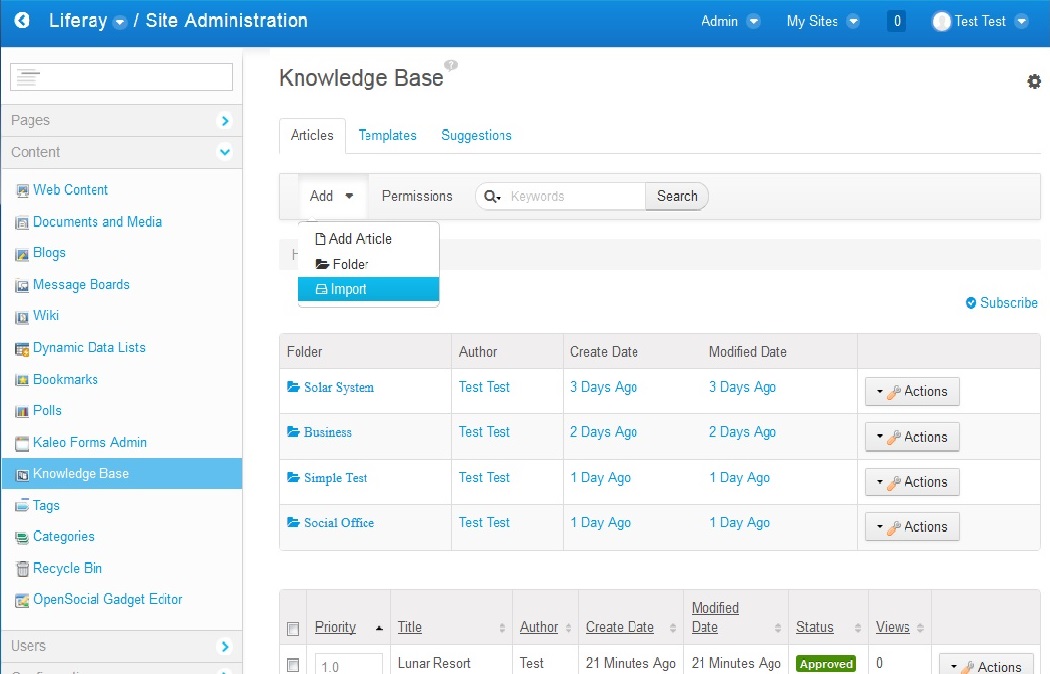 Liferay / Site Administration
Admin My Sites 0 Test Test
Pages
Content
Web Content
Documents and Media
Blogs
Message Boards
Wiki
Dynamic Data Lists
Bookmarks
Polls
Kaleo Forms Admin
Knowledge Base
Tags
Categories
Recycle Bin
OpenSocial Gadget Editor
Users
Knowledge Base
Articles Templates Suggestions
Add Permissions Keywords Search
Add Article
Folder
Import
Subscribe
Folder Author Create Date Modified Date
Solar System Test Test 3 Days Ago 3 Days Ago Actions
Business Test Test 2 Days Ago 2 Days Ago Actions
Simple Test Test Test 1 Day Ago 1 Day Ago Actions
Social Office Test Test 1 Day Ago 1 Day Ago Actions
Priority Title Author Create Date Modified Date Status Views
1.0 Lunar Resort Test 21 Minutes Ago 21 Minutes Ago Approved 0 Actions